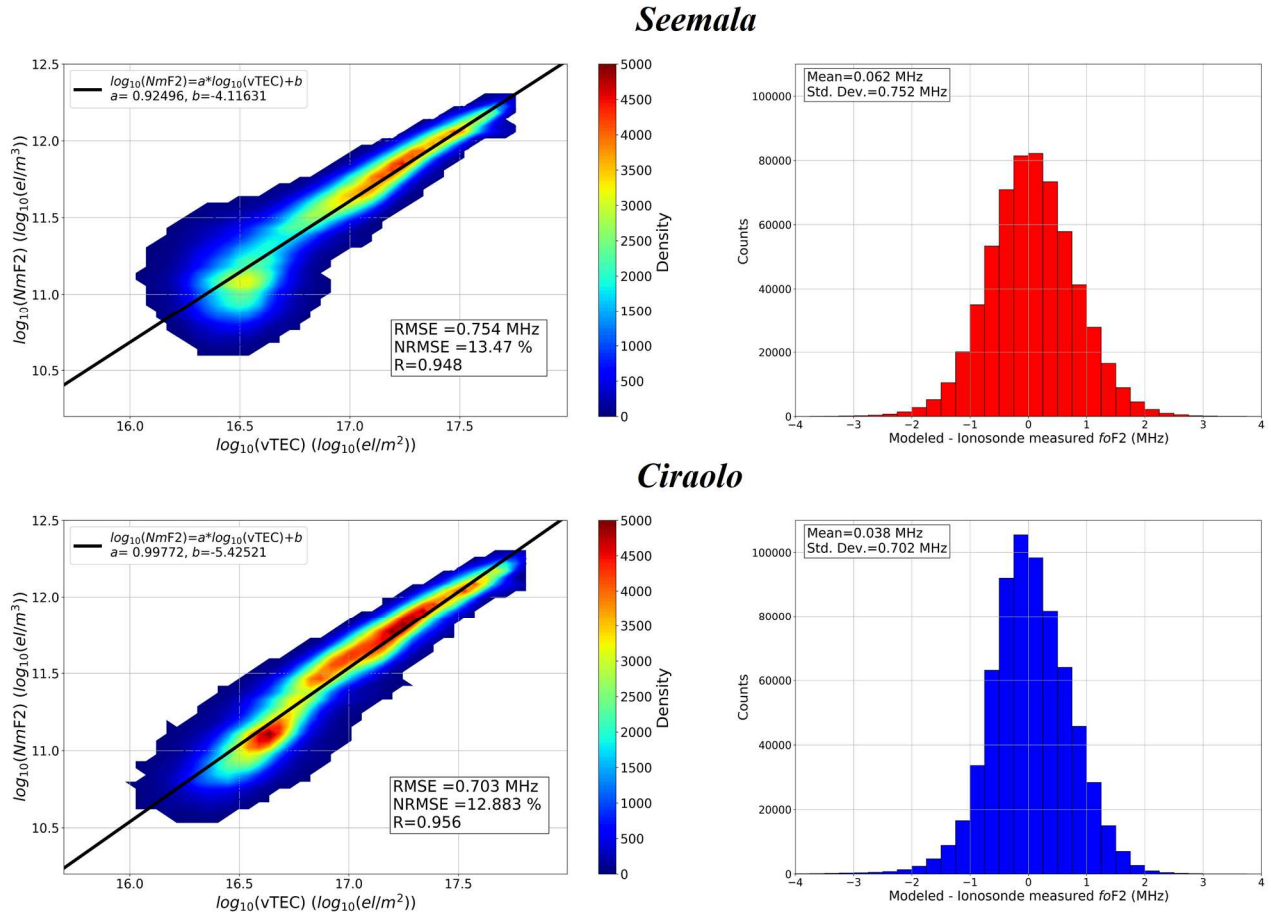 Seemala
log10(NmF2)=a*log10(vTEC)+b
a= 0.92496, b=-4.11631
RMSE =0.754 MHz
NRMSE =13.47 %
R=0.948
12.5
12.0
11.5
11.0
10.5
log10(NmF2) (log10(el/m³))
16.0 16.5 17.0 17.5
log10(vTEC) (log10(el/m²))
5000
4500
4000
3500
3000
2500
2000
1500
1000
500
0
Density
Mean=0.062 MHz
Std. Dev.=0.752 MHz
100000
80000
60000
40000
20000
0
Counts
−4 −3 −2 −1 0 1 2 3 4
Modeled - Ionosonde measured foF2 (MHz)
Ciraolo
log10(NmF2)=a*log10(vTEC)+b
a= 0.99772, b=-5.42521
RMSE =0.703 MHz
NRMSE =12.883 %
R=0.956
12.5
12.0
11.5
11.0
10.5
log10(NmF2) (log10(el/m³))
16.0 16.5 17.0 17.5
log10(vTEC) (log10(el/m²))
5000
4500
4000
3500
3000
2500
2000
1500
1000
500
0
Density
Mean=0.038 MHz
Std. Dev.=0.702 MHz
100000
80000
60000
40000
20000
0
Counts
−4 −3 −2 −1 0 1 2 3 4
Modeled - Ionosonde measured foF2 (MHz)